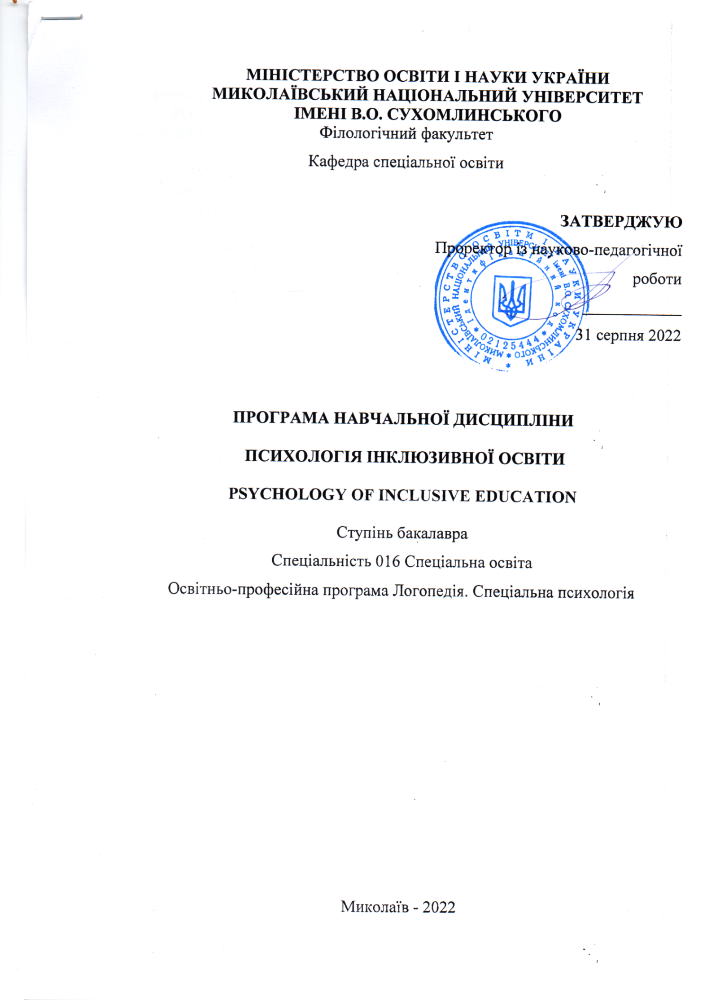 МІНІСТЕРСТВО ОСВІТИ І НАУКИ УКРАЇНИ
МИКОЛАЇВСЬКИЙ НАЦІОНАЛЬНИЙ УНІВЕРСИТЕТ
ІМЕНІ В.О. СУХОМЛИНСЬКОГО
Філологічний факультет
Кафедра спеціальної освіти
ЗАТВЕРДЖУЮ
Проректор із науково-педагогічної
роботи
31 серпня 2022
МІНІСТЕРСТВО ОСВІТИ І НАУКИ УКРАЇНИ
МИКОЛАЇВСЬКИЙ НАЦІОНАЛЬНИЙ УНІВЕРСИТЕТ імені В.О. СУХОМЛИНСЬКОГО
Ідентифікаційний код
02125444
ПРОГРАМА НАВЧАЛЬНОЇ ДИСЦИПЛІНИ
ПСИХОЛОГІЯ ІНКЛЮЗИВНОЇ ОСВІТИ
PSYCHOLOGY OF INCLUSIVE EDUCATION
Ступінь бакалавра
Спеціальність 016 Спеціальна освіта
Освітньо-професійна програма Логопедія. Спеціальна психологія
Миколаїв - 2022